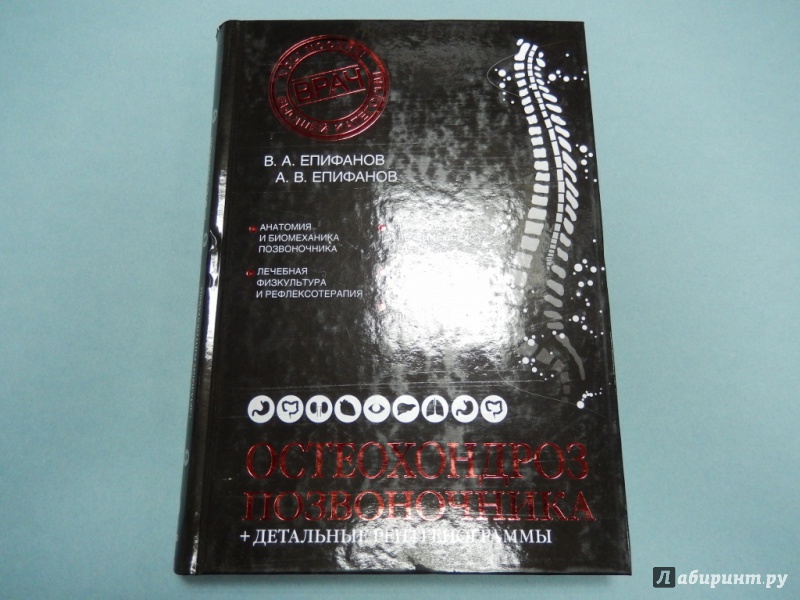 ВРАЧ
В. А. ЕПИФАНОВ
А. В. ЕПИФАНОВ
АНАТОМИЯ
И БИОМЕХАНИКА
ПОЗВОНОЧНИКА
ЛЕЧЕБНАЯ
ФИЗКУЛЬТУРА
И РЕФЛЕКСОТЕРАПИЯ
ОСТЕОХОНДРОЗ
ПОЗВОНОЧНИКА
+ ДЕТАЛЬНЫЕ РЕНТГЕНОГРАММЫ
Лабиринт.ру